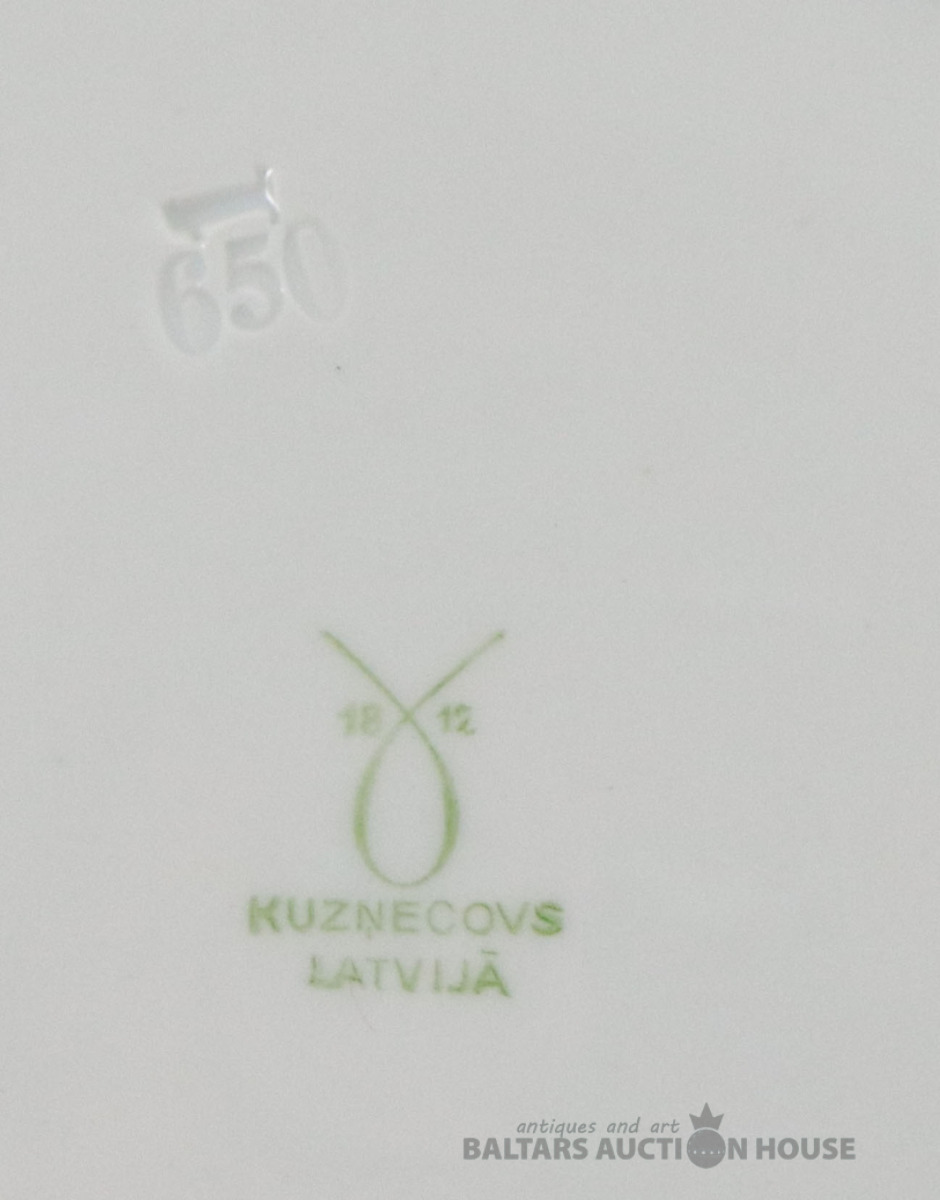 650
18 12
KUZŅECOVS
LATVIJĀ
antiques and art
BALTARS AUCTION HOUSE